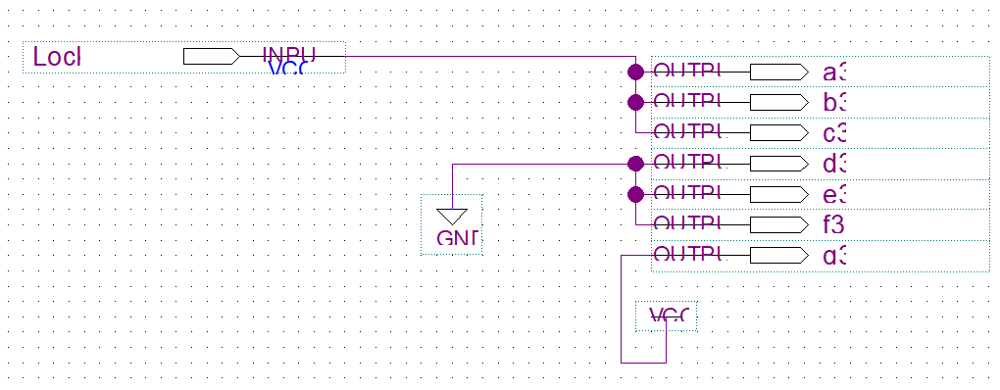 Locl INPU
VCC
OUTPU a3
OUTPU b3
OUTPU c3
OUTPU d3
OUTPU e3
OUTPU f3
OUTPU g3
GND
VCC